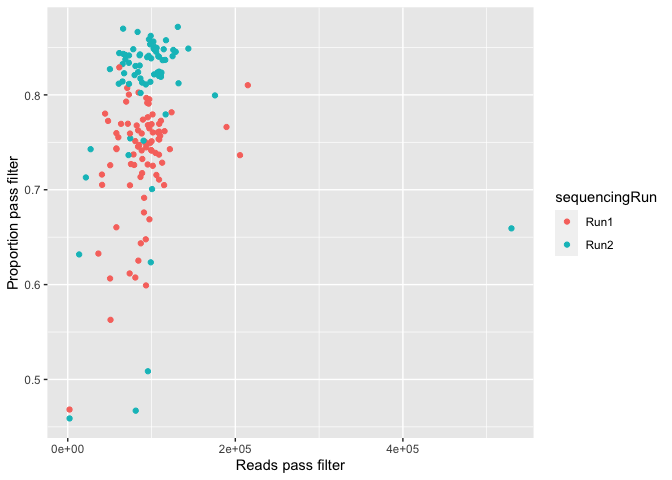 0.8
0.7
0.6
0.5
Proportion pass filter
0e+00
2e+05
4e+05
Reads pass filter
sequencingRun
Run1
Run2